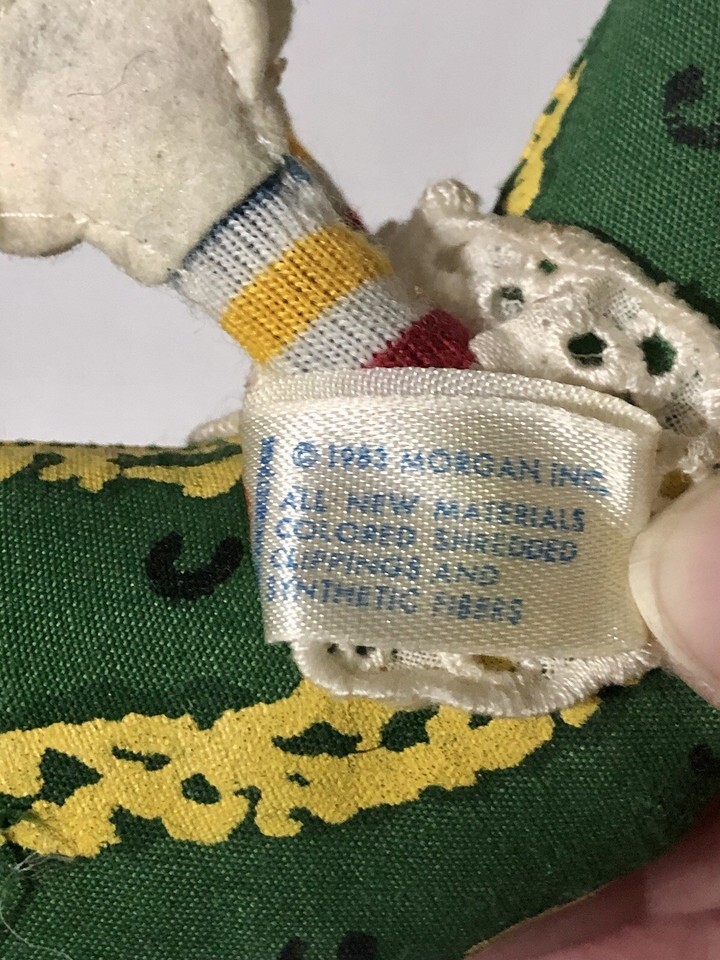 © 1983 MORGAN INC.
ALL NEW MATERIALS
COLORED SHREDDED
CLIPPINGS AND
SYNTHETIC FIBERS